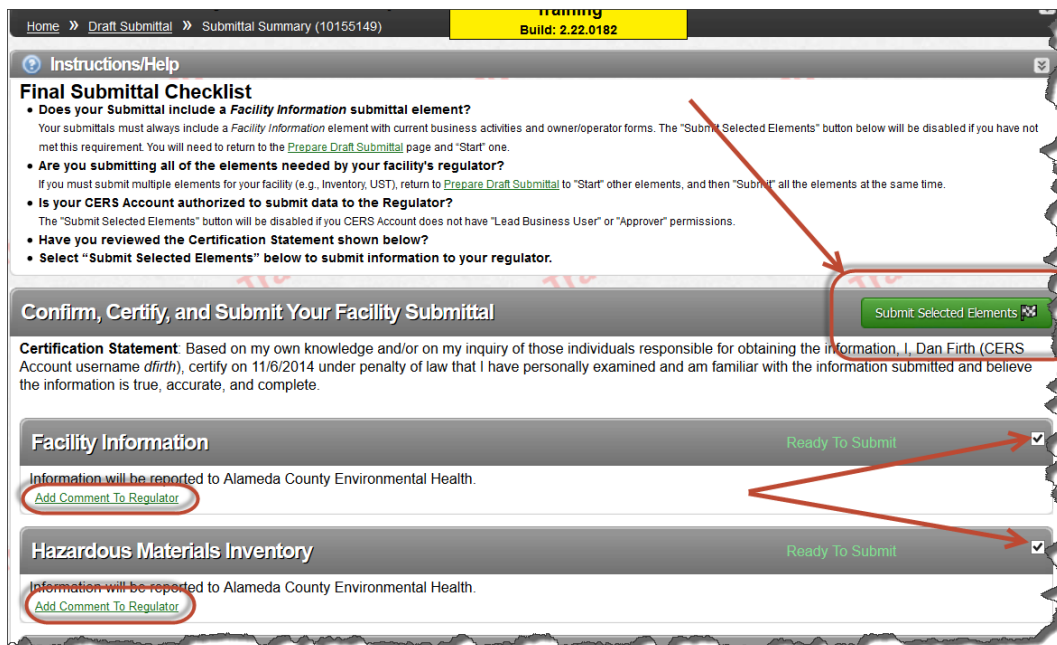 Training
Home » Draft Submittal » Submittal Summary (10155149)
Build: 2.22.0182
Instructions/Help
Final Submittal Checklist
• Does your Submittal include a Facility Information submittal element?
Your submittals must always include a Facility Information element with current business activities and owner/operator forms. The "Submit Selected Elements" button below will be disabled if you have not
met this requirement. You will need to return to the Prepare Draft Submittal page and “Start” one.
• Are you submitting all of the elements needed by your facility's regulator?
If you must submit multiple elements for your facility (e.g., Inventory, UST), return to Prepare Draft Submittal to "Start" other elements, and then "Submit" all the elements at the same time.
• Is your CERS Account authorized to submit data to the Regulator?
The "Submit Selected Elements" button will be disabled if you CERS Account does not have "Lead Business User" or "Approver" permissions.
• Have you reviewed the Certification Statement shown below?
• Select “Submit Selected Elements” below to submit information to your regulator.
Confirm, Certify, and Submit Your Facility Submittal
Submit Selected Elements
Certification Statement: Based on my own knowledge and/or on my inquiry of those individuals responsible for obtaining the information, I, Dan Firth (CERS
Account username dfirth), certify on 11/6/2014 under penalty of law that I have personally examined and am familiar with the information submitted and believe
the information is true, accurate, and complete.
Facility Information
Ready To Submit
Information will be reported to Alameda County Environmental Health.
Add Comment To Regulator
Hazardous Materials Inventory
Ready To Submit
Information will be reported to Alameda County Environmental Health.
Add Comment To Regulator